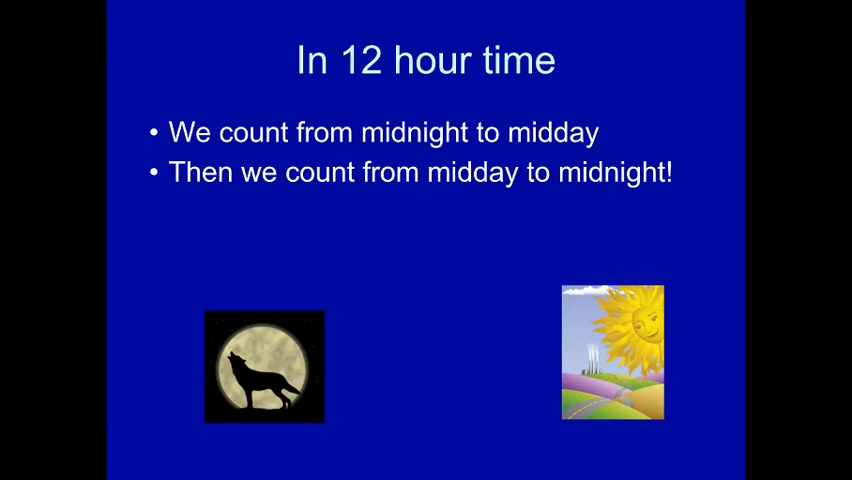 In 12 hour time
• We count from midnight to midday
• Then we count from midday to midnight!